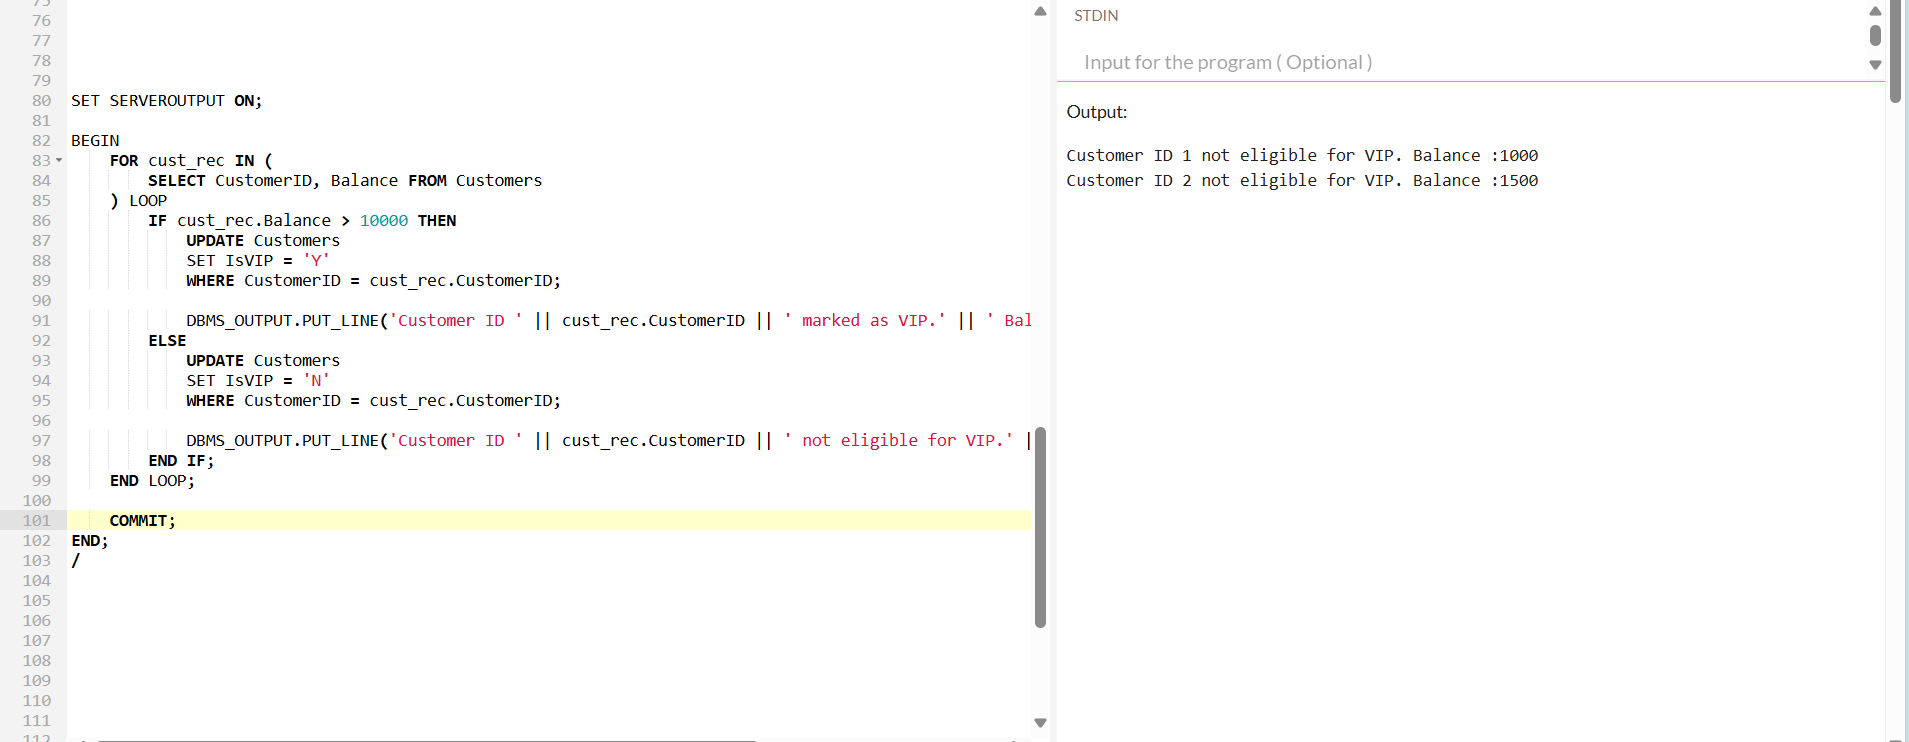 75
76
77
78
79
80 SET SERVEROUTPUT ON;
81
82 BEGIN
83 FOR cust_rec IN (
84 SELECT CustomerID, Balance FROM Customers
85 ) LOOP
86 IF cust_rec.Balance > 10000 THEN
87 UPDATE Customers
88 SET IsVIP = 'Y'
89 WHERE CustomerID = cust_rec.CustomerID;
90
91 DBMS_OUTPUT.PUT_LINE('Customer ID ' || cust_rec.CustomerID || ' marked as VIP.' || ' Bal
92 ELSE
93 UPDATE Customers
94 SET IsVIP = 'N'
95 WHERE CustomerID = cust_rec.CustomerID;
96
97 DBMS_OUTPUT.PUT_LINE('Customer ID ' || cust_rec.CustomerID || ' not eligible for VIP.' |
98 END IF;
99 END LOOP;
100
101 COMMIT;
102 END;
103 /
104
105
106
107
108
109
110
111
112
STDIN
Input for the program ( Optional )
Output:
Customer ID 1 not eligible for VIP. Balance :1000
Customer ID 2 not eligible for VIP. Balance :1500